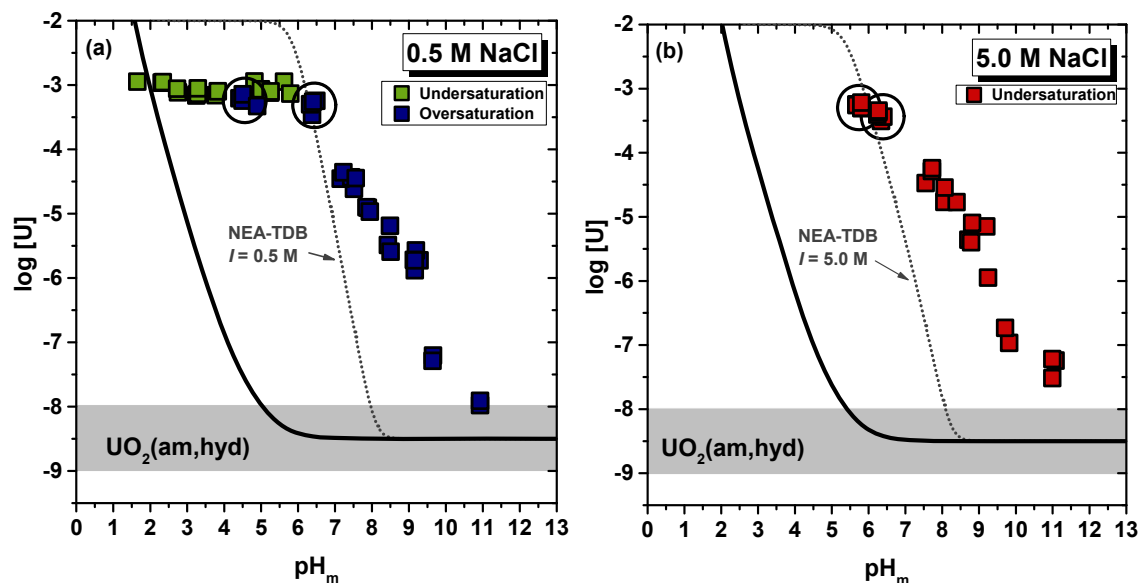 (a)
0.5 M NaCl
Undersaturation
Oversaturation
NEA-TDB
I = 0.5 M
UO2(am,hyd)
log [U]
-2
-3
-4
-5
-6
-7
-8
-9
0 1 2 3 4 5 6 7 8 9 10 11 12 13
pHm
(b)
5.0 M NaCl
Undersaturation
NEA-TDB
I = 5.0 M
UO2(am,hyd)
log [U]
-2
-3
-4
-5
-6
-7
-8
-9
0 1 2 3 4 5 6 7 8 9 10 11 12 13
pHm